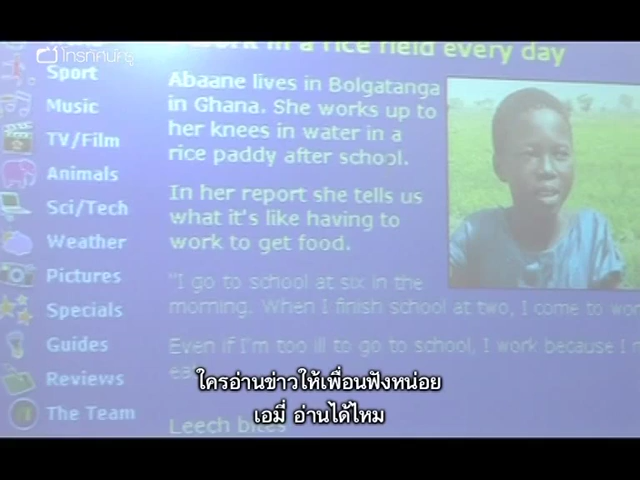 โทรทัศน์ครู
work in a rice field every day
Sport
Music
TV/Film
Animals
Sci/Tech
Weather
Pictures
Specials
Guides
Reviews
The Team
Abaane lives in Bolgatanga
in Ghana. She works up to
her knees in water in a
rice paddy after school.
In her report she tells us
what it's like having to
work to get food.
"I go to school at six in the
morning. When I finish school at two, I come to
Even if I'm too ill to go to school, I work because I
Leech bites
ใครอ่านข่าวให้เพื่อนฟังหน่อย
เอมี่ อ่านได้ไหม